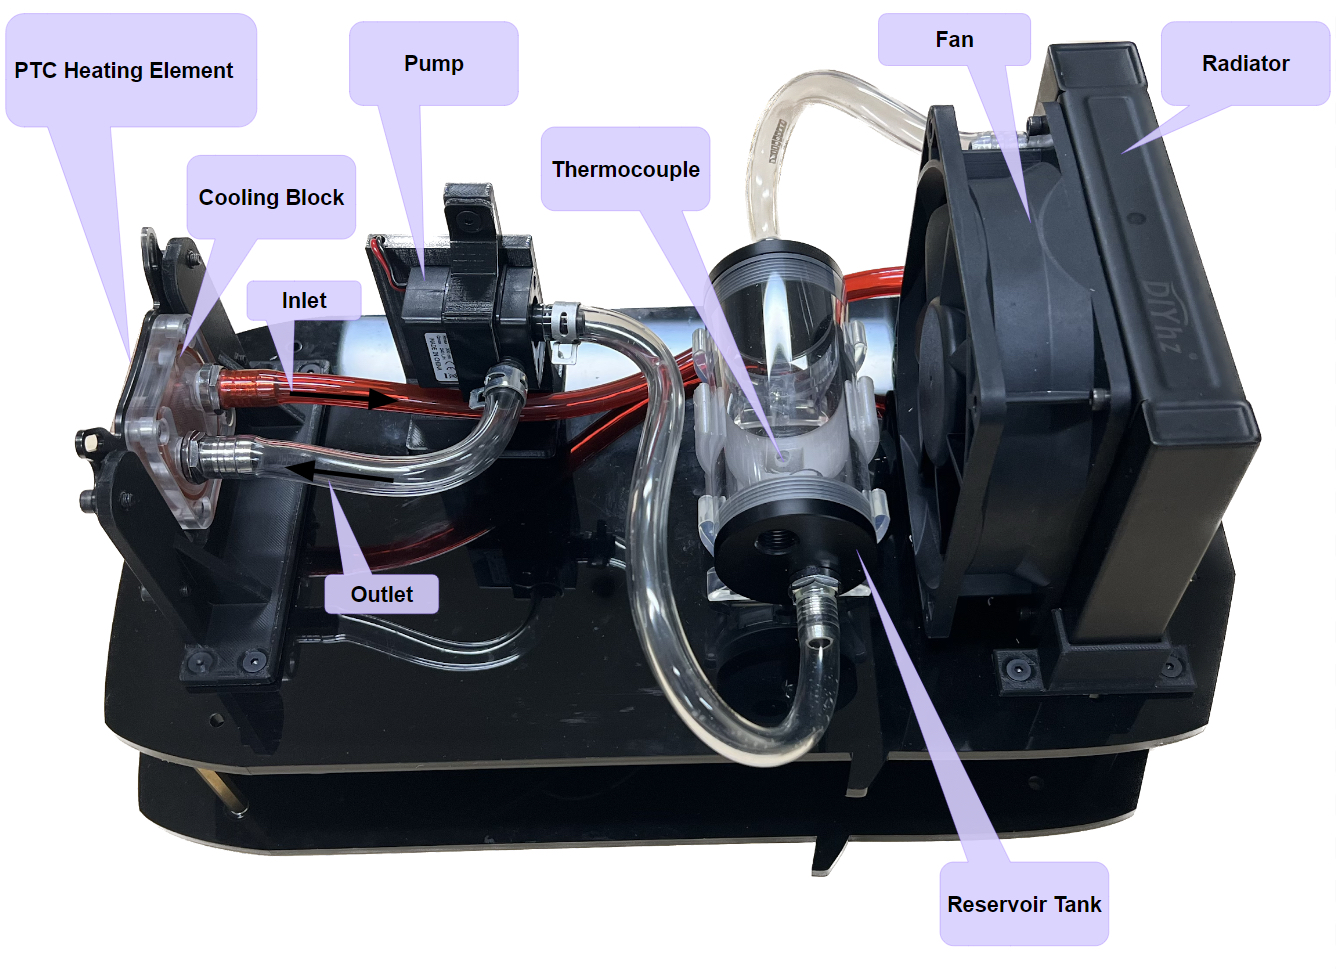 PTC Heating Element
Pump
Fan
Radiator
Cooling Block
Thermocouple
Inlet
DIYhz
Outlet
Reservoir Tank